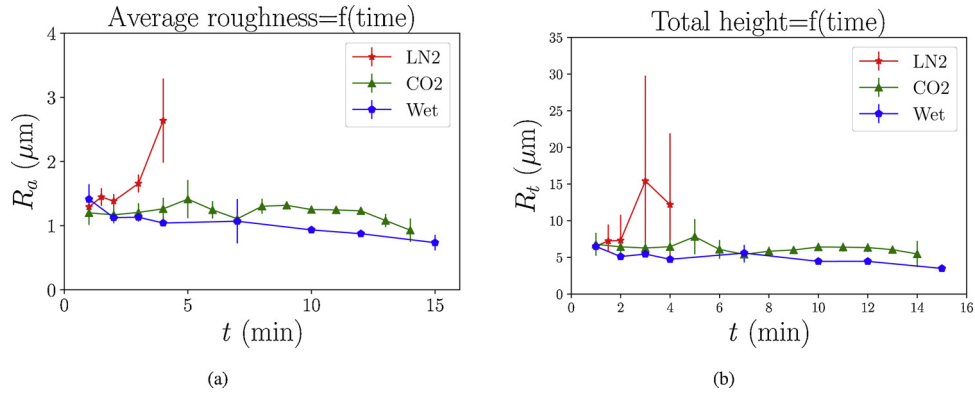 Average roughness=f(time)
4
3
2
1
0
R_a (μm)
LN2
CO2
Wet
0 5 10 15
t (min)
(a)
Total height=f(time)
35
30
25
20
15
10
5
0
R_t (μm)
LN2
CO2
Wet
0 2 4 6 8 10 12 14 16
t (min)
(b)